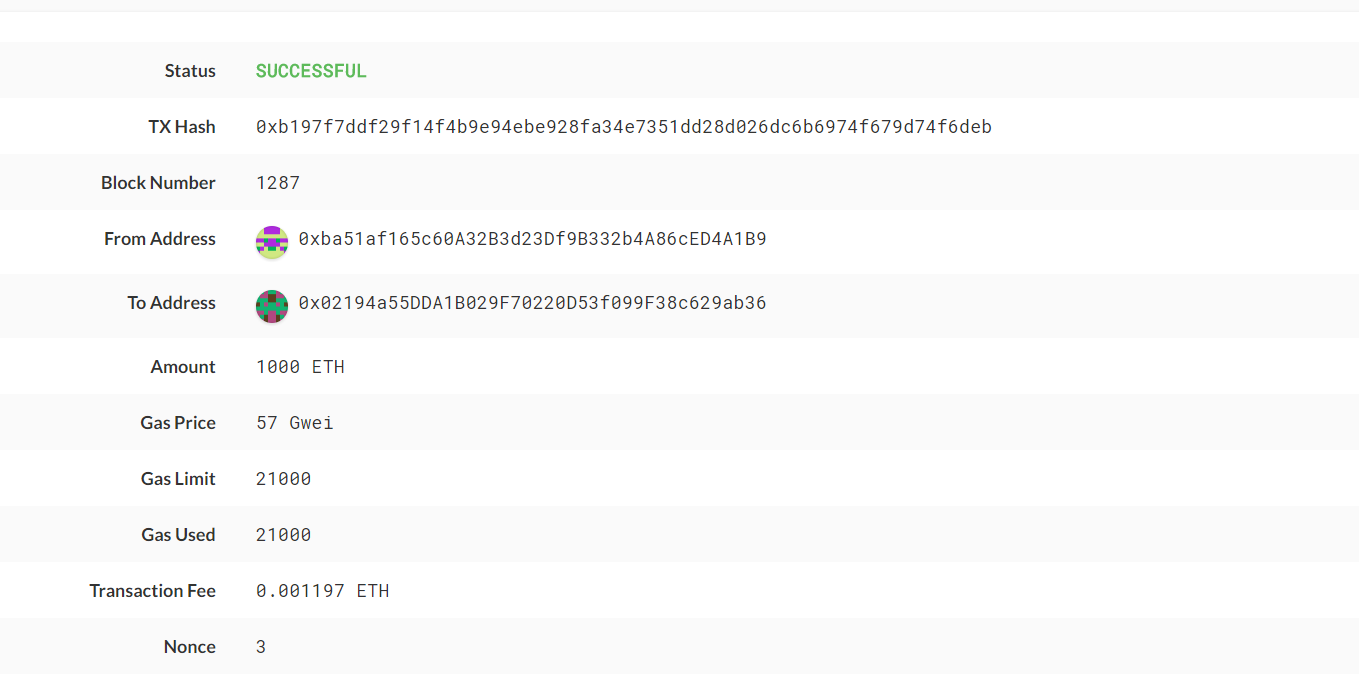 Status SUCCESSFUL
TX Hash 0xb197f7ddf29f14f4b9e94ebe928fa34e7351dd28d026dc6b6974f679d74f6deb
Block Number 1287
From Address 0xba51af165c60A32B3d23Df9B332b4A86cED4A1B9
To Address 0x02194a55DDA1B029F70220D53f099F38c629ab36
Amount 1000 ETH
Gas Price 57 Gwei
Gas Limit 21000
Gas Used 21000
Transaction Fee 0.001197 ETH
Nonce 3